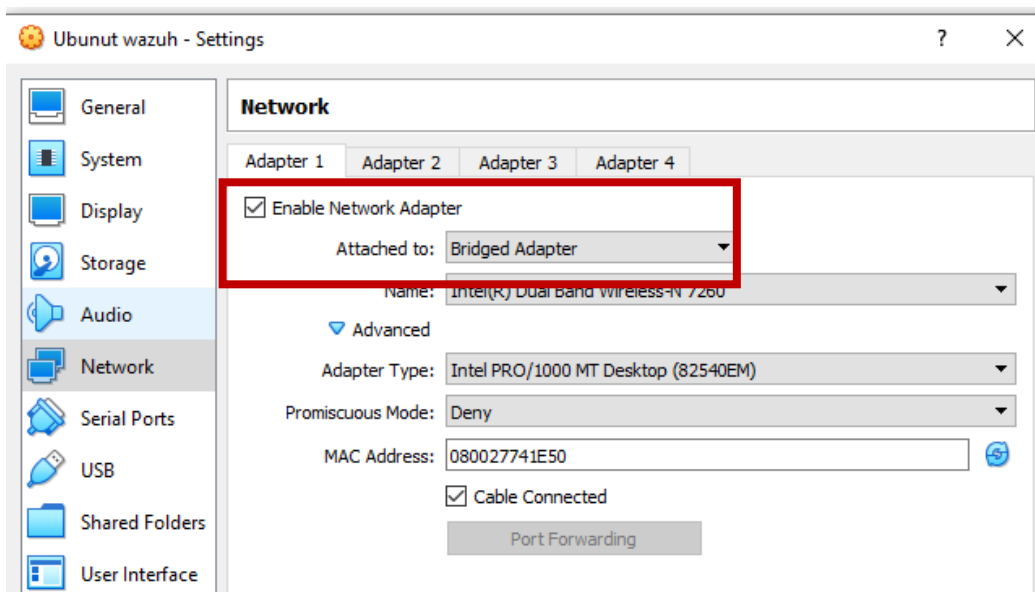 Ubunut wazuh - Settings
?
General
System
Display
Storage
Audio
Network
Serial Ports
USB
Shared Folders
User Interface
Network
Adapter 1
Adapter 2
Adapter 3
Adapter 4
Enable Network Adapter
Attached to: Bridged Adapter
Name: Intel(R) Dual Band Wireless-N 7260
Advanced
Adapter Type: Intel PRO/1000 MT Desktop (82540EM)
Promiscuous Mode: Deny
MAC Address: 080027741E50
Cable Connected
Port Forwarding